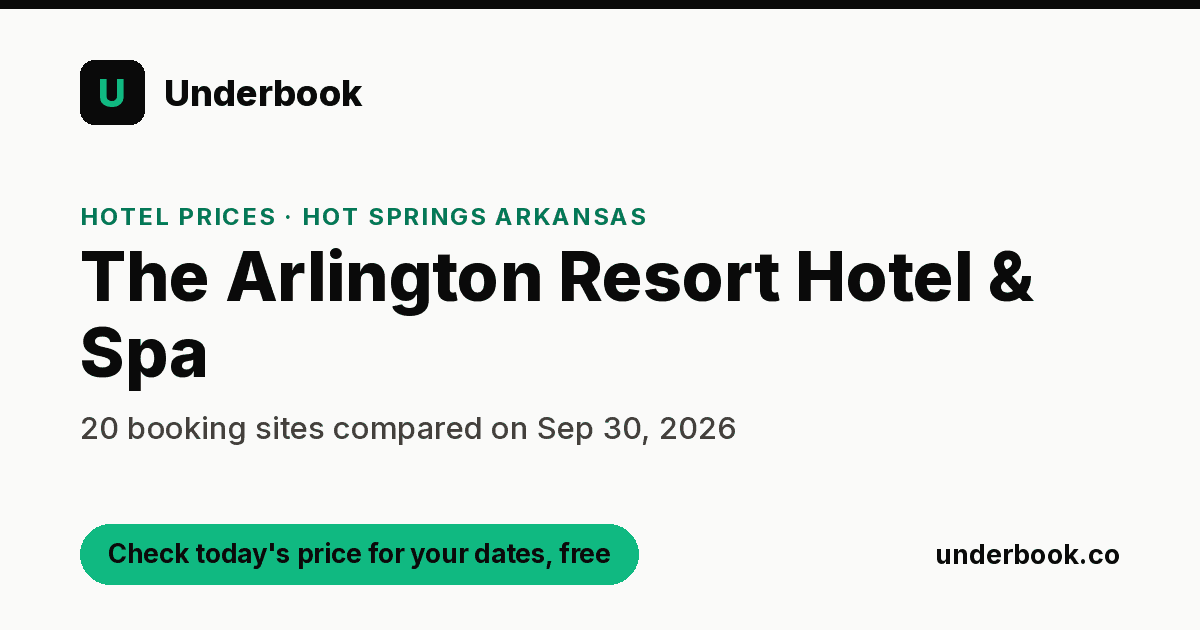 U
Underbook
HOTEL PRICES · HOT SPRINGS ARKANSAS
The Arlington Resort Hotel &
Spa
20 booking sites compared on Sep 30, 2026
Check today's price for your dates, free
underbook.co